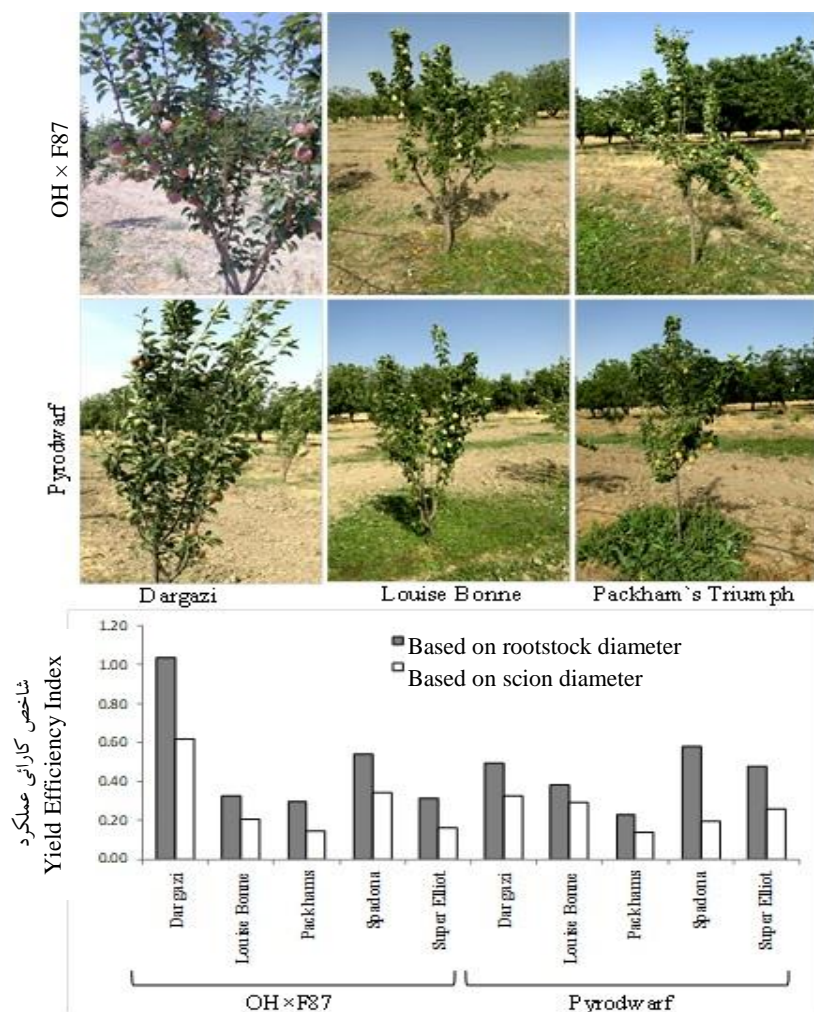 OH × F87
Pyrodwarf
Dargazi
Louise Bonne
Packham`s Triumph
شاخص کارائی عملکرد
Yield Efficiency Index
1.20
1.00
0.80
0.60
0.40
0.20
0.00
Based on rootstock diameter
Based on scion diameter
Dargazi
Louise Bonne
Packhams
Spadona
Super Elliot
Dargazi
Louise Bonne
Packhams
Spadona
Super Elliot
OH×F87
Pyrodwarf